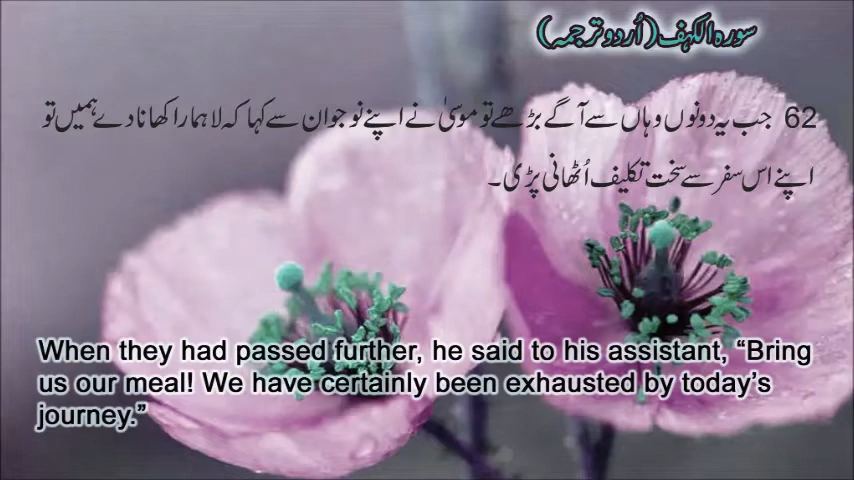 سورہ الکہف (اُردو ترجمہ)
62 جب یہ دونوں وہاں سے آگے بڑھے تو موسیٰ نے اپنے نوجوان سے کہا کہ لا ہمارا کھانا دے ہمیں تو
اپنے اس سفر سے سخت تکلیف اُٹھانی پڑی۔
When they had passed further, he said to his assistant, “Bring
us our meal! We have certainly been exhausted by today’s
journey.”